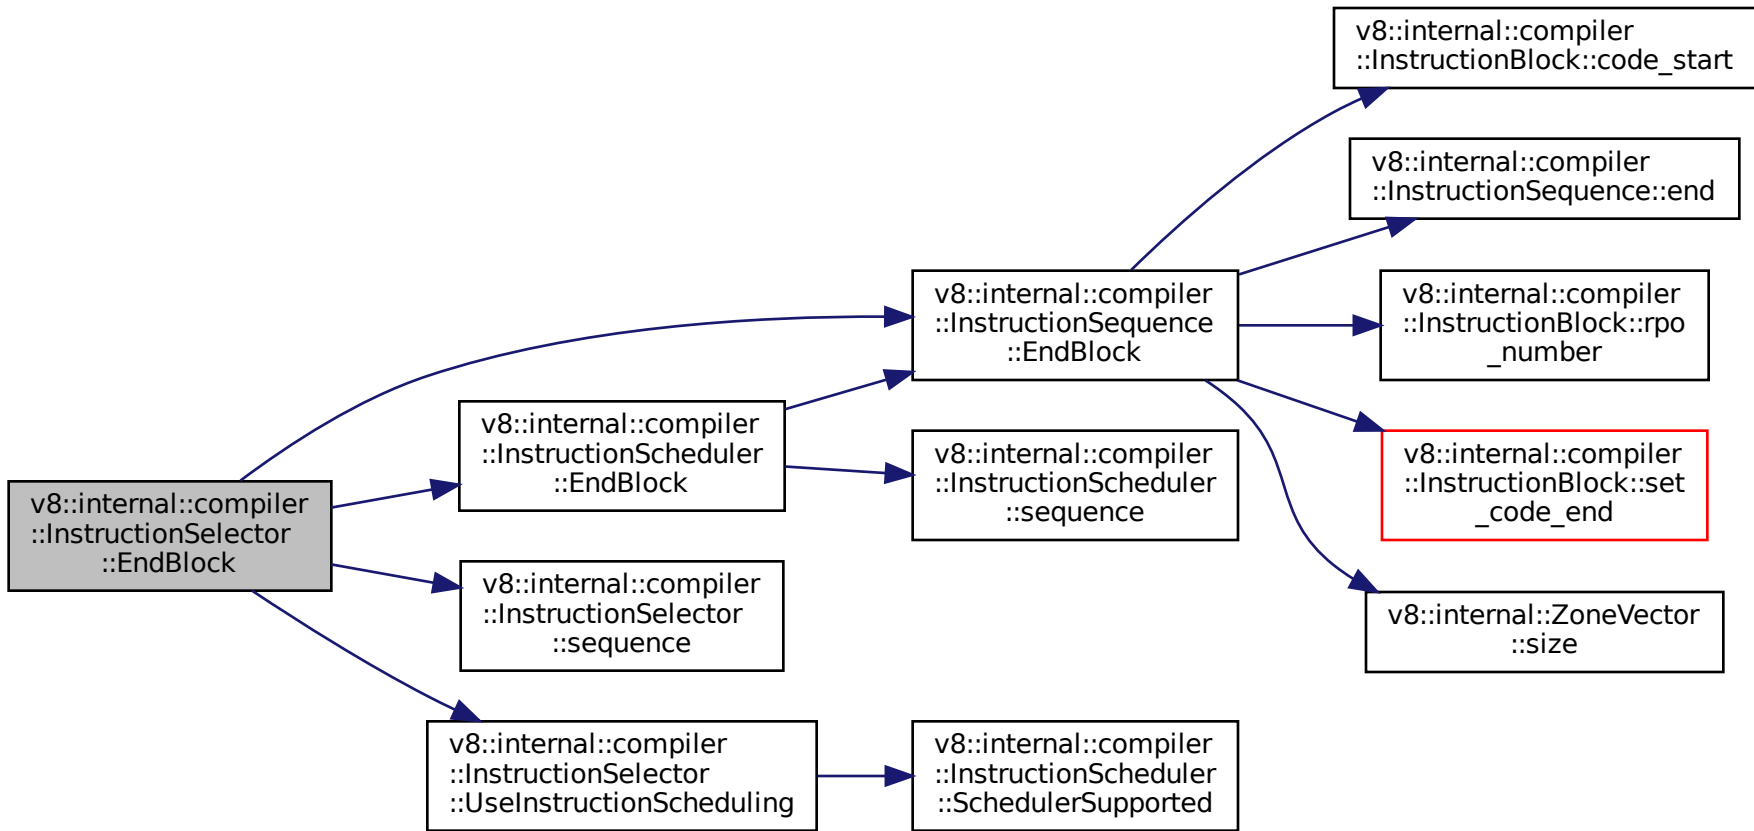 v8::internal::compiler
::InstructionBlock::code_start
v8::internal::compiler
::InstructionSequence::end
v8::internal::compiler
::InstructionSequence
::EndBlock
v8::internal::compiler
::InstructionBlock::rpo
_number
v8::internal::compiler
::InstructionScheduler
::EndBlock
v8::internal::compiler
::InstructionScheduler
::sequence
v8::internal::compiler
::InstructionBlock::set
_code_end
v8::internal::compiler
::InstructionSelector
::EndBlock
v8::internal::compiler
::InstructionSelector
::sequence
v8::internal::ZoneVector
::size
v8::internal::compiler
::InstructionSelector
::UseInstructionScheduling
v8::internal::compiler
::InstructionScheduler
::SchedulerSupported